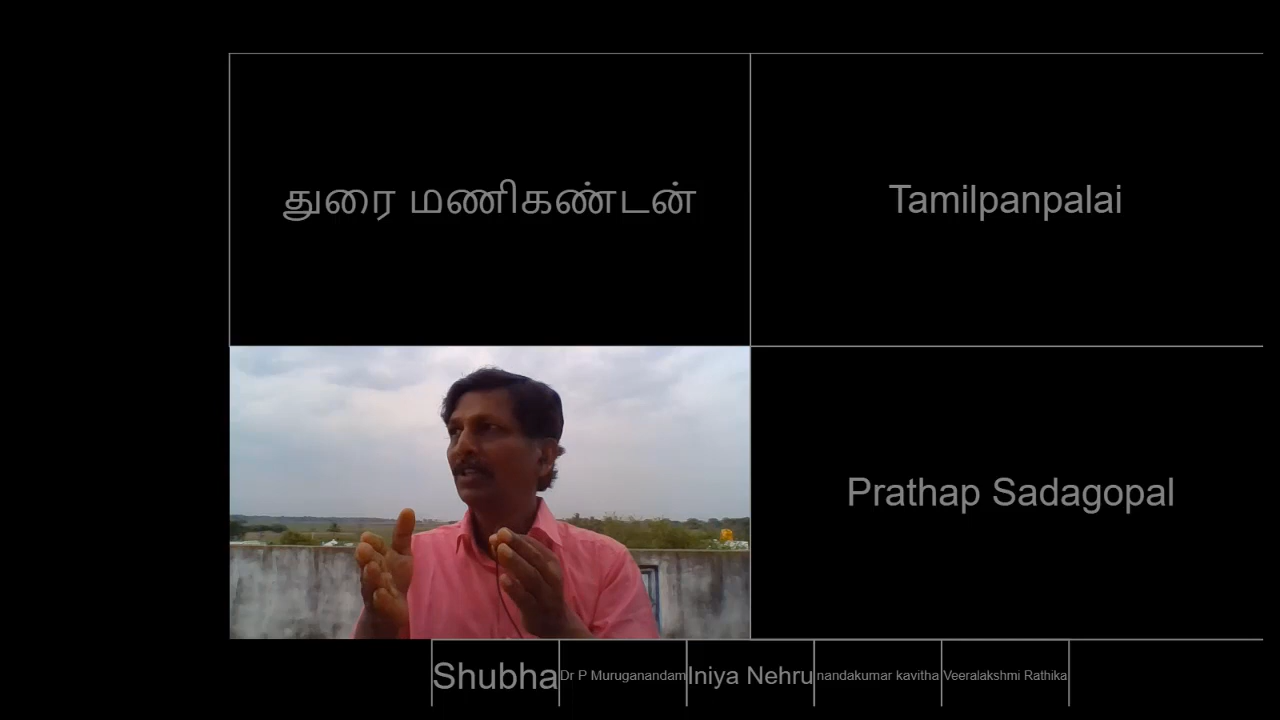 துரை மணிகண்டன்
Tamilpanpalai
Prathap Sadagopal
Shubha
Dr P Muruganandam
Iniya Nehru
nandakumar kavitha
Veeralakshmi Rathika